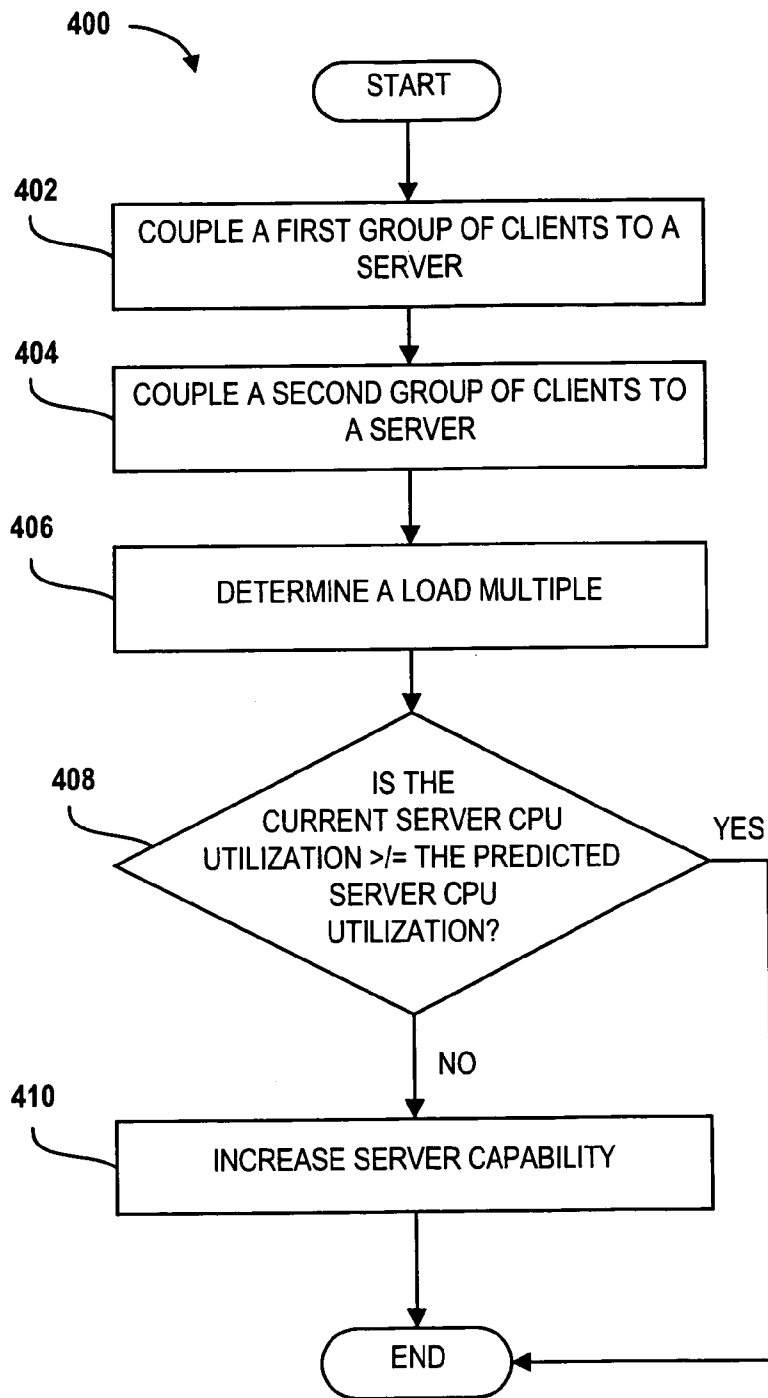 400
START
402
COUPLE A FIRST GROUP OF CLIENTS TO A
SERVER
404
COUPLE A SECOND GROUP OF CLIENTS TO
A SERVER
406
DETERMINE A LOAD MULTIPLE
408
IS THE
CURRENT SERVER CPU
UTILIZATION >/= THE PREDICTED
SERVER CPU
UTILIZATION?
YES
NO
410
INCREASE SERVER CAPABILITY
END